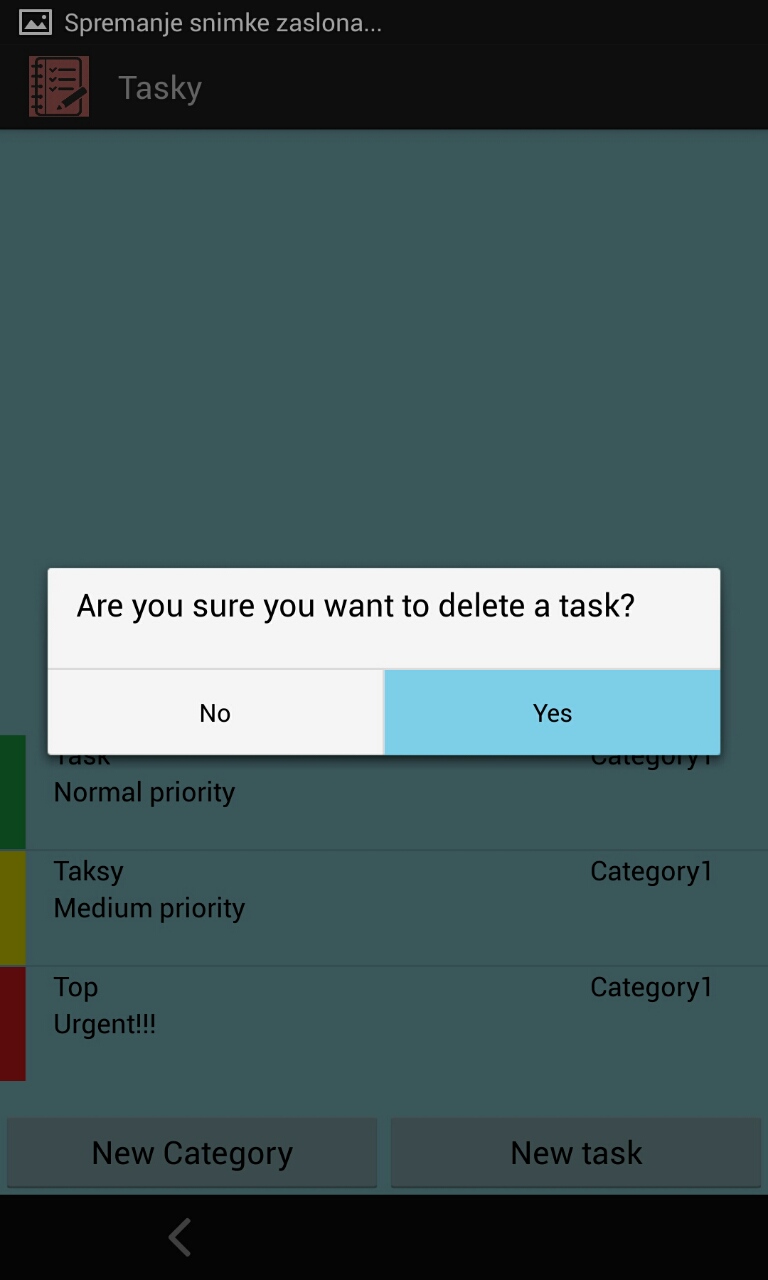 Spremanje snimke zaslona...
Tasky
Are you sure you want to delete a task?
No Yes
Task Category1
Normal priority
Taksy Category1
Medium priority
Top Category1
Urgent!!!
New Category New task